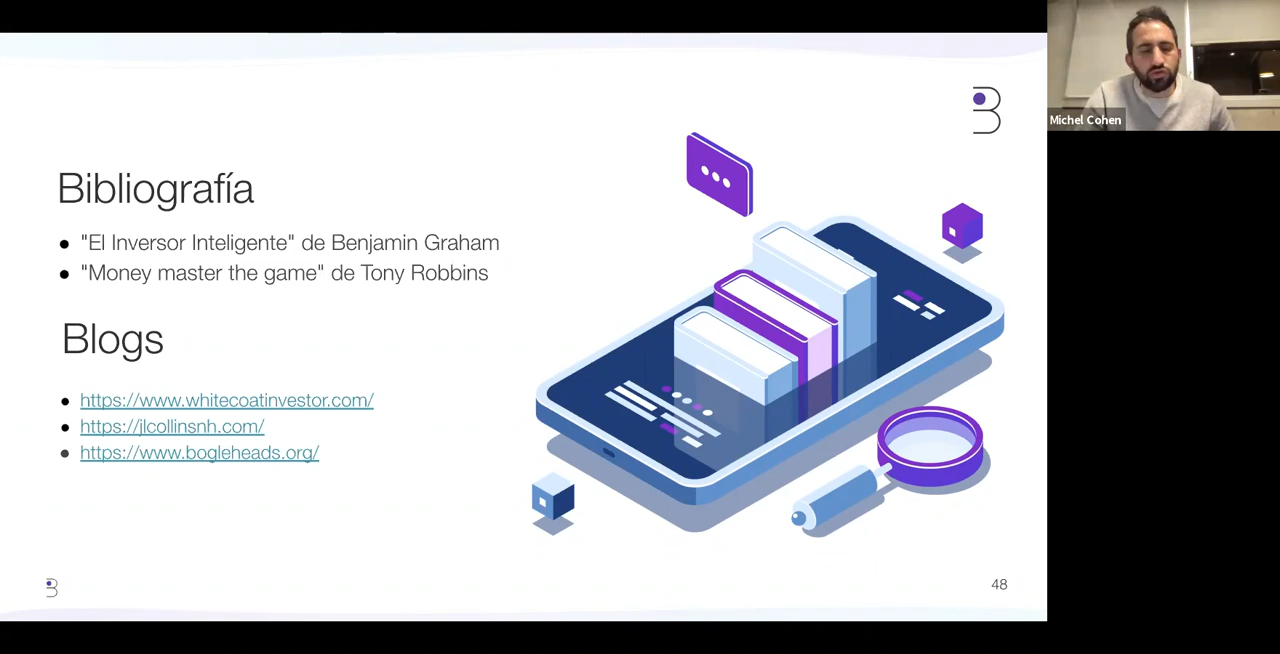 Michel Cohen
Bibliografía
● "El Inversor Inteligente" de Benjamin Graham
● "Money master the game" de Tony Robbins
Blogs
● https://www.whitecoatinvestor.com/
● https://jlcollinsnh.com/
● https://www.bogleheads.org/
48